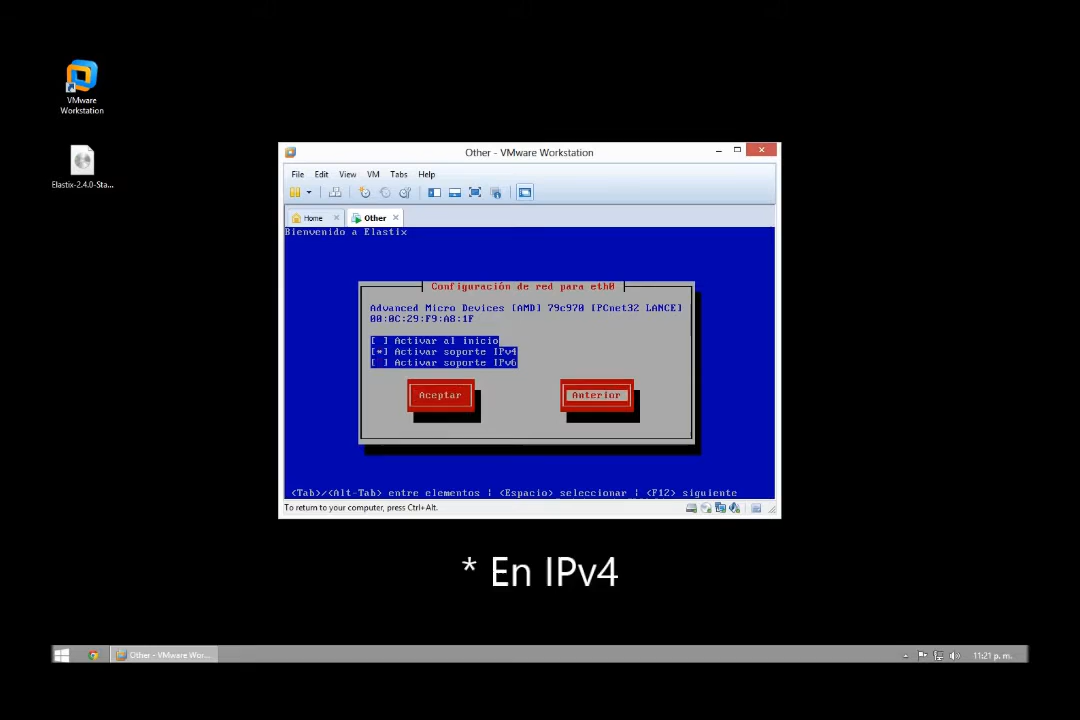 VMware
Workstation
Elastix-2.4.0-Sta...
Other - VMware Workstation
File Edit View VM Tabs Help
Home Other
Bienvenido a Elastix
Configuración de red para eth0
Advanced Micro Devices [AMD] 79c970 [PCnet32 LANCE]
00:0C:29:F9:A8:1F
[ ] Activar al inicio
[*] Activar soporte IPv4
[ ] Activar soporte IPv6
Aceptar Anterior
<Tab>/<Alt-Tab> entre elementos | <Espacio> seleccionar | <F12> siguiente
To return to your computer, press Ctrl+Alt.
* En IPv4
Other - VMware Wor... 11:21 p. m.